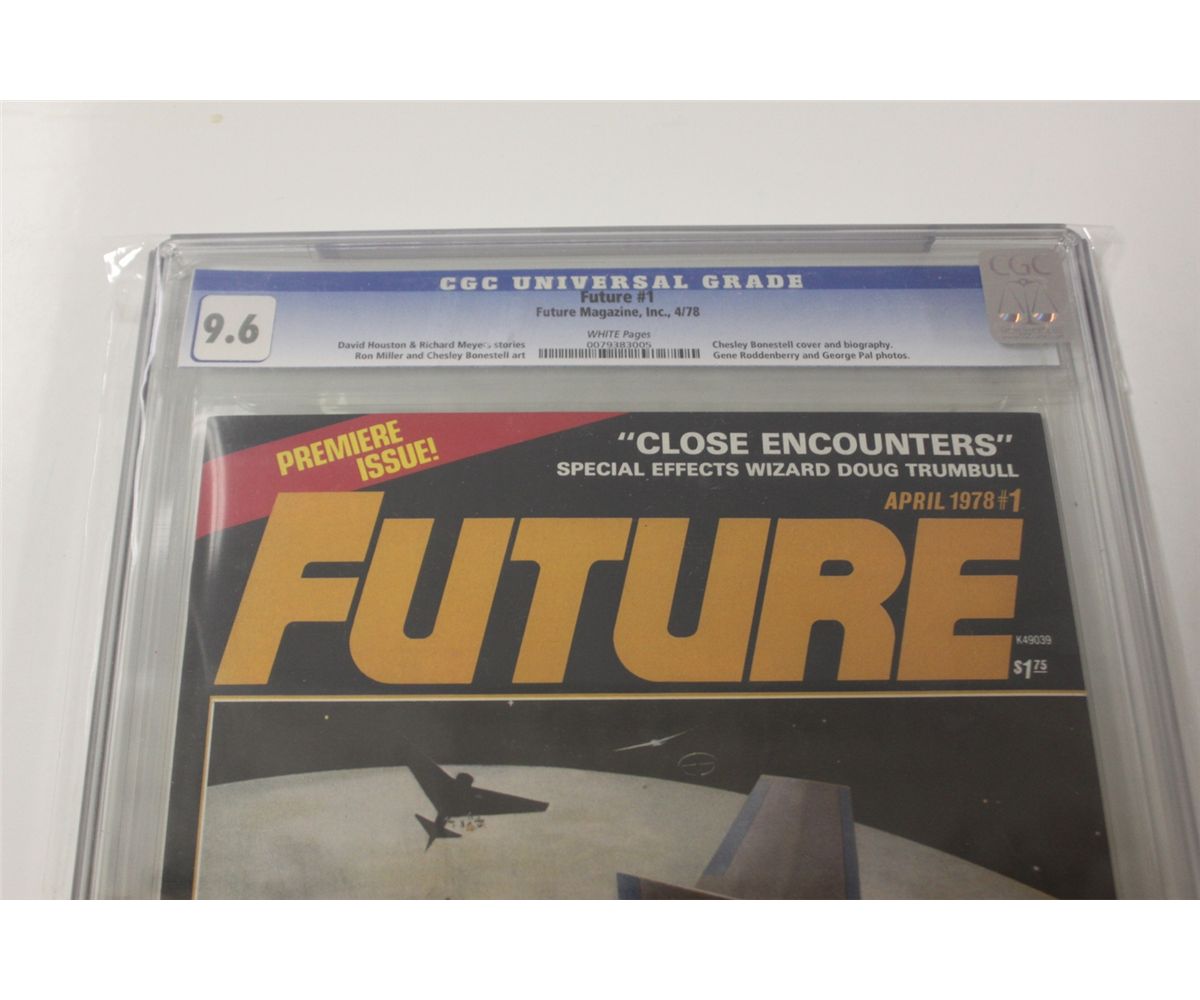 CGC UNIVERSAL GRADE
CGC
9.6
Future #1
Future Magazine, Inc., 4/78
WHITE Pages
David Houston & Richard Meyers stories
0079383005
Chesley Bonestell cover and biography.
Ron Miller and Chesley Bonestell art
Gene Roddenberry and George Pal photos.
PREMIERE
ISSUE!
"CLOSE ENCOUNTERS"
SPECIAL EFFECTS WIZARD DOUG TRUMBULL
APRIL 1978 #1
FUTURE
K49039
$1.75